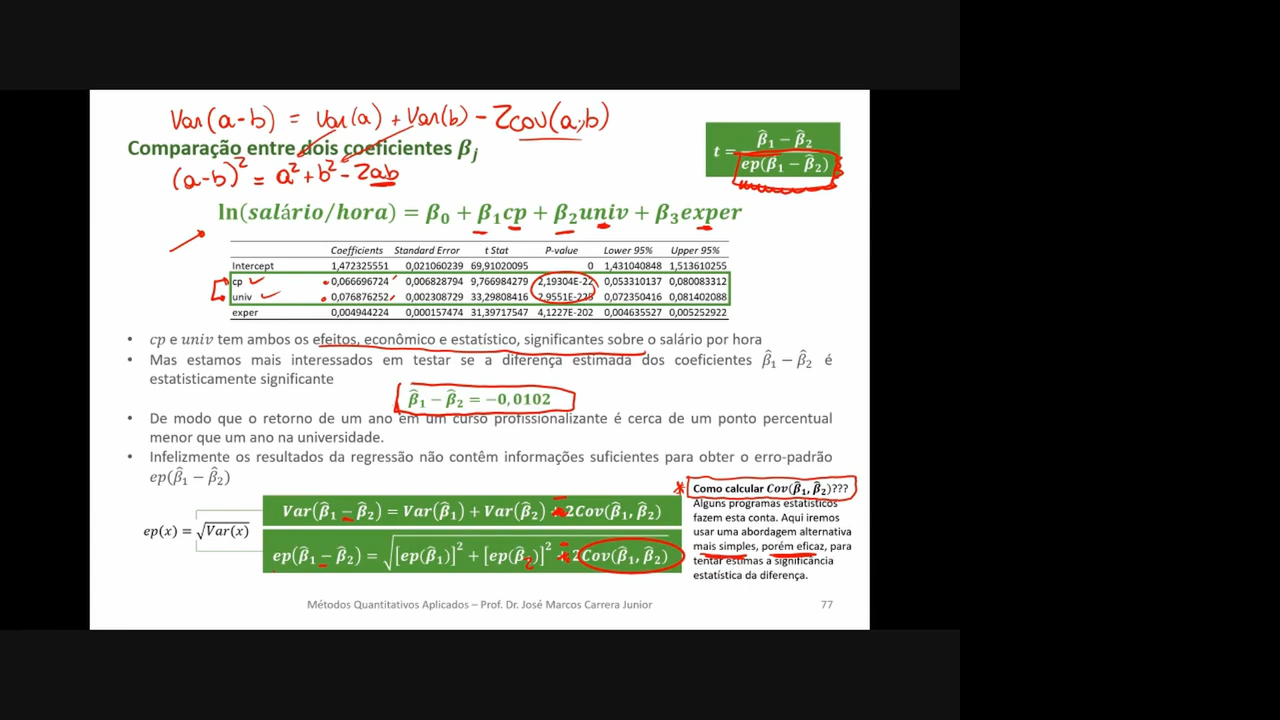 Var(a-b) = Var(a) + Var(b) - 2cov(a,b)
Comparação entre dois coeficientes β_j
(a-b)² = a² + b² - 2ab
t = (β̂₁ − β̂₂) / ep(β̂₁ − β̂₂)
ln(salário/hora) = β₀ + β₁cp + β₂univ + β₃exper
Coefficients Standard Error t Stat P-value Lower 95% Upper 95%
Intercept 1,472325551 0,021060239 69,91020095 0 1,431040848 1,513610255
cp 0,066696724 0,006828794 9,766984279 2,19304E-22 0,053310137 0,080083312
univ 0,076876252 0,002308729 33,29808416 2,9551E-225 0,072350416 0,081402088
exper 0,004944224 0,000157474 31,39717547 4,1227E-202 0,004635527 0,005252922
• cp e univ tem ambos os efeitos, econômico e estatístico, significantes sobre o salário por hora
• Mas estamos mais interessados em testar se a diferença estimada dos coeficientes β̂₁ − β̂₂ é
estatisticamente significante
β̂₁ − β̂₂ = −0,0102
• De modo que o retorno de um ano em um curso profissionalizante é cerca de um ponto percentual
menor que um ano na universidade.
• Infelizmente os resultados da regressão não contêm informações suficientes para obter o erro-padrão
ep(β̂₁ − β̂₂)
ep(x) = √Var(x)
Var(β̂₁ − β̂₂) = Var(β̂₁) + Var(β̂₂) − 2Cov(β̂₁, β̂₂)
ep(β̂₁ − β̂₂) = √([ep(β̂₁)]² + [ep(β̂₂)]² − 2Cov(β̂₁, β̂₂))
* Como calcular Cov(β̂₁, β̂₂)???
Alguns programas estatísticos
fazem esta conta. Aqui iremos
usar uma abordagem alternativa
mais simples, porém eficaz, para
tentar estimas a significância
estatística da diferença.
Métodos Quantitativos Aplicados – Prof. Dr. José Marcos Carrera Junior 77